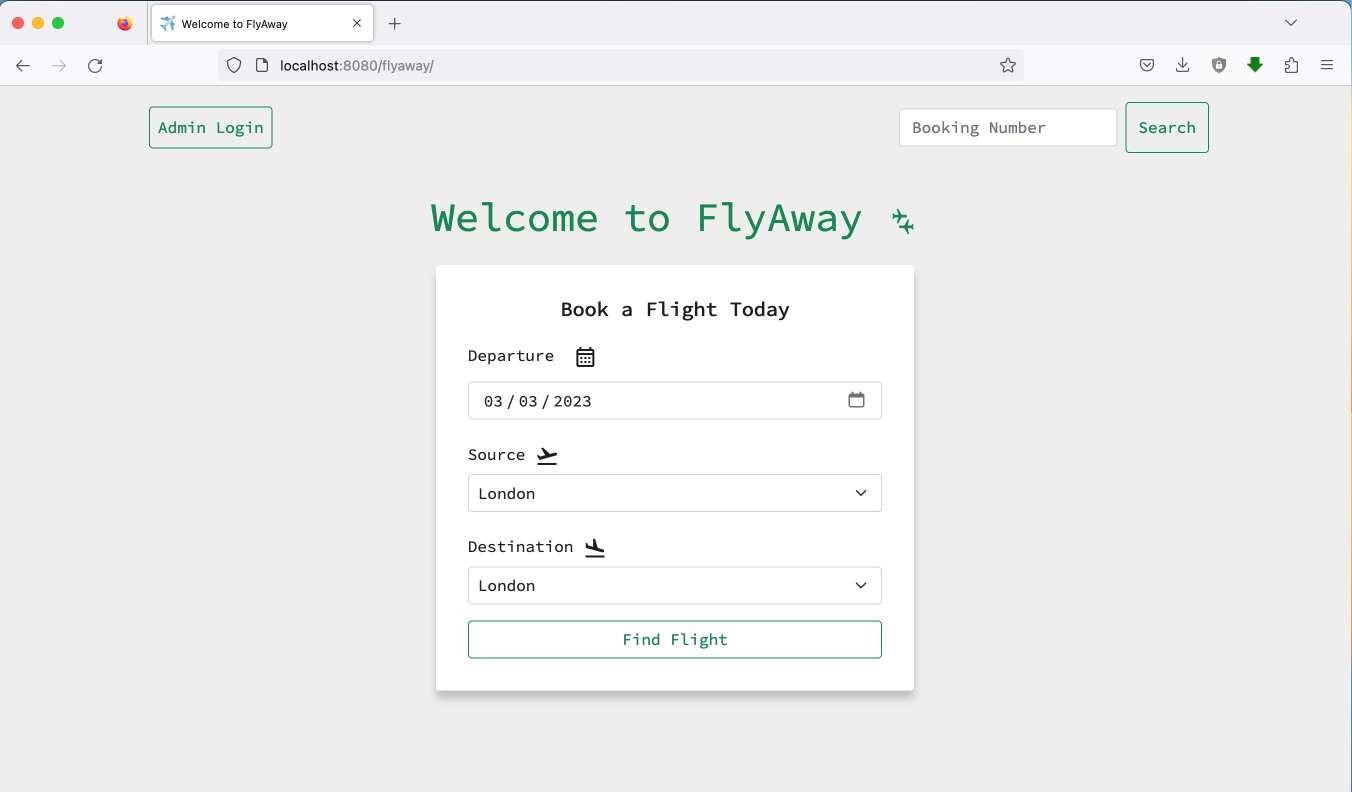 Welcome to FlyAway
localhost:8080/flyaway/
Admin Login
Booking Number
Search
Welcome to FlyAway
Book a Flight Today
Departure
03/03/2023
Source
London
Destination
London
Find Flight